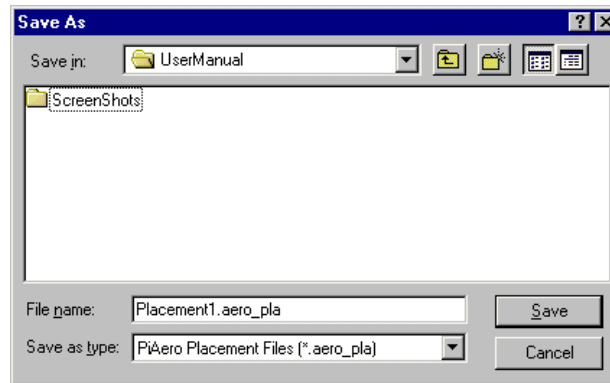 Save As
Save in: UserManual
ScreenShots
File name: Placement1.aero_pla Save
Save as type: PiAero Placement Files (*.aero_pla) Cancel